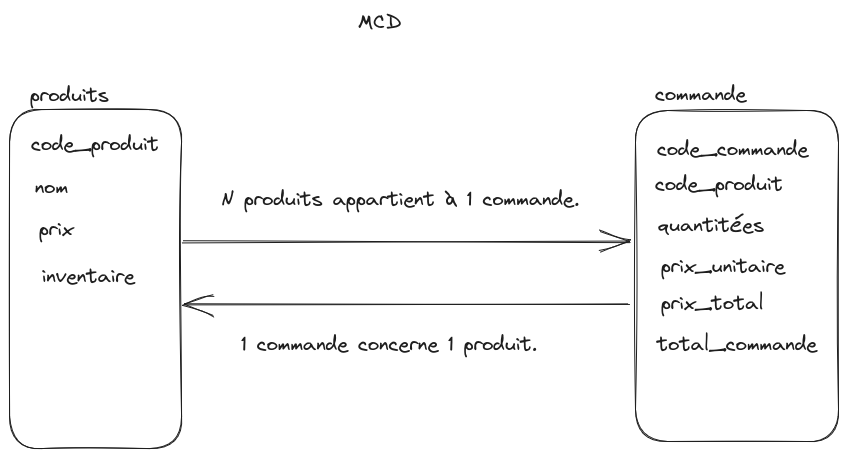 MCD
produits
code_produit
nom
prix
inventaire
N produits appartient à 1 commande.
1 commande concerne 1 produit.
commande
code_commande
code_produit
quantitées
prix_unitaire
prix_total
total_commande